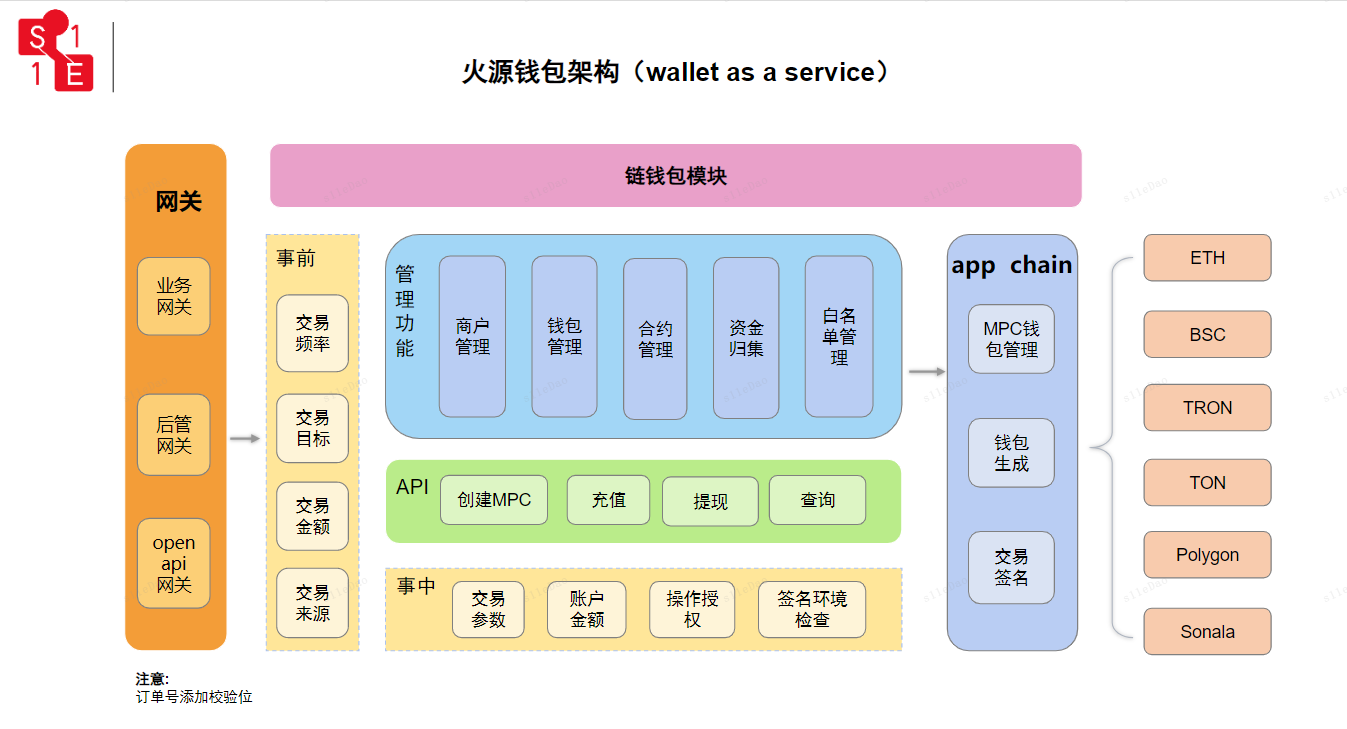 S 1
1 E
火源钱包架构（wallet as a service）
网关
业务
网关
后管
网关
open
api
网关
链钱包模块
事前
交易
频率
交易
目标
交易
金额
交易
来源
管
理
功
能
商户
管理
钱包
管理
合约
管理
资金
归集
白名
单管
理
API
创建MPC
充值
提现
查询
事中
交易
参数
账户
金额
操作授
权
签名环境
检查
app chain
MPC钱
包管理
钱包
生成
交易
签名
ETH
BSC
TRON
TON
Polygon
Sonala
注意:
订单号添加校验位